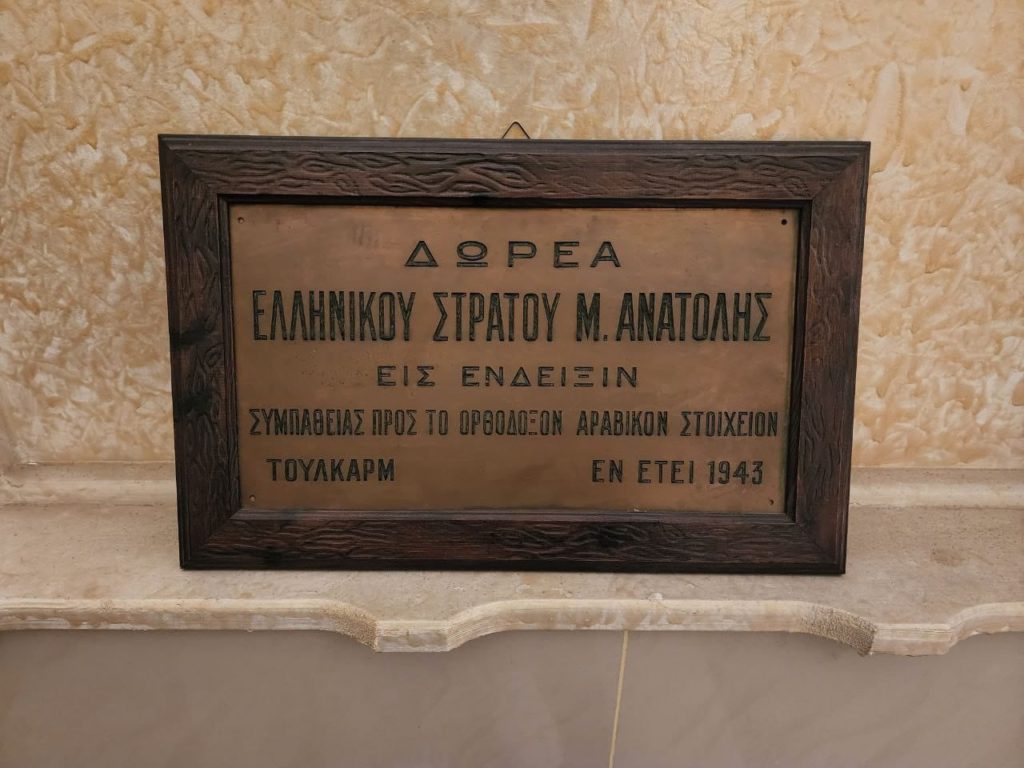 ΔΩΡΕΑ
ΕΛΛΗΝΙΚΟΥ ΣΤΡΑΤΟΥ Μ. ΑΝΑΤΟΛΗΣ
ΕΙΣ ΕΝΔΕΙΞΙΝ
ΣΥΜΠΑΘΕΙΑΣ ΠΡΟΣ ΤΟ ΟΡΘΟΔΟΞΟΝ ΑΡΑΒΙΚΟΝ ΣΤΟΙΧΕΙΟΝ
ΤΟΥΛΚΑΡΜ ΕΝ ΕΤΕΙ 1943